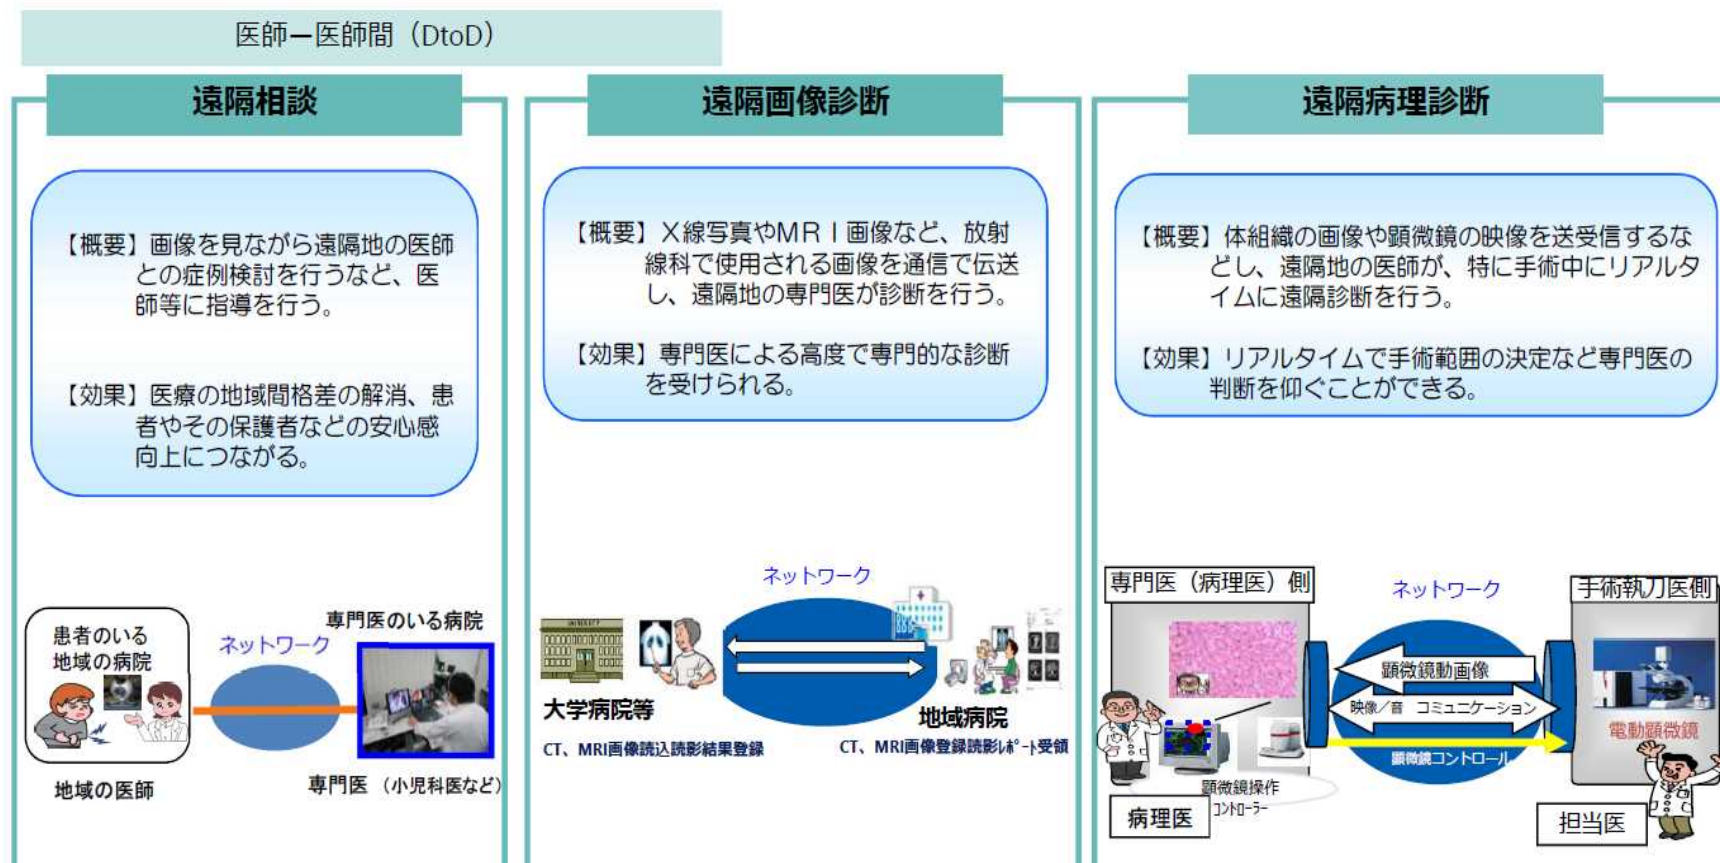 医師ー医師間（DtoD）
遠隔相談
【概要】画像を見ながら遠隔地の医師
との症例検討を行うなど、医
師等に指導を行う。
【効果】医療の地域間格差の解消、患
者やその保護者などの安心感
向上につながる。
患者のいる
地域の病院
ネットワーク
専門医のいる病院
地域の医師
専門医（小児科医など）
遠隔画像診断
【概要】X線写真やMRI画像など、放射
線科で使用される画像を通信で伝送
し、遠隔地の専門医が診断を行う。
【効果】専門医による高度で専門的な診断
を受けられる。
ネットワーク
UNIVERSITY
大学病院等
地域病院
CT、MRI画像読込読影結果登録
CT、MRI画像登録読影ﾚﾎﾟｰﾄ受領
遠隔病理診断
【概要】体組織の画像や顕微鏡の映像を送受信するな
どし、遠隔地の医師が、特に手術中にリアルタ
イムに遠隔診断を行う。
【効果】リアルタイムで手術範囲の決定など専門医の
判断を仰ぐことができる。
専門医（病理医）側
ネットワーク
手術執刀医側
顕微鏡動画像
映像／音　コミュニケーション
顕微鏡コントロール
電動顕微鏡
顕微鏡操作
ｺﾝﾄﾛｰﾗｰ
病理医
担当医